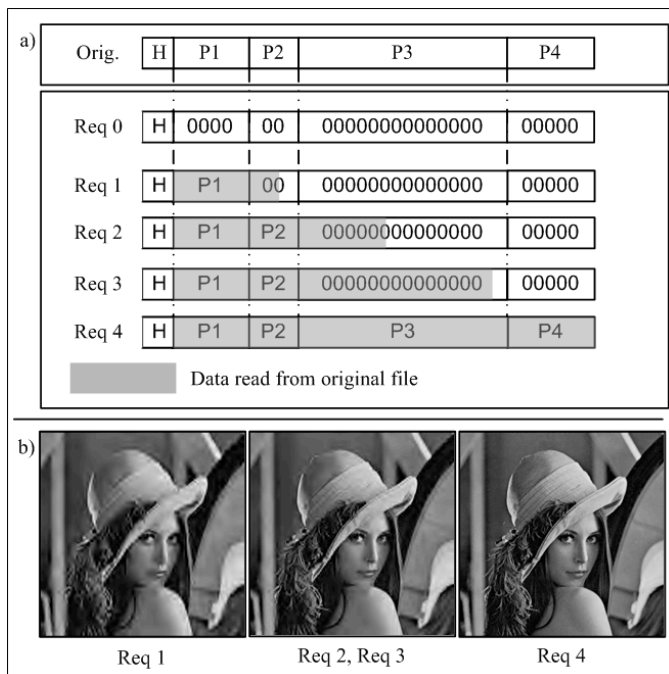 a)
Orig. H P1 P2 P3 P4
Req 0 H 0000 00 00000000000000 00000
Req 1 H P1 00 00000000000000 00000
Req 2 H P1 P2 00000000000000 00000
Req 3 H P1 P2 00000000000000 00000
Req 4 H P1 P2 P3 P4
Data read from original file
b)
Req 1 Req 2, Req 3 Req 4